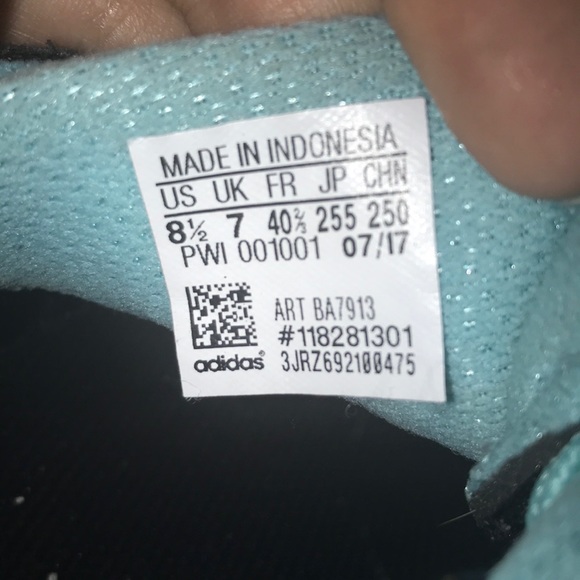 MADE IN INDONESIA
US UK FR JP CHN
8½ 7 40⅔ 255 250
PWI 001001 07/17
ART BA7913
#118281301
adidas® 3JRZ692100475